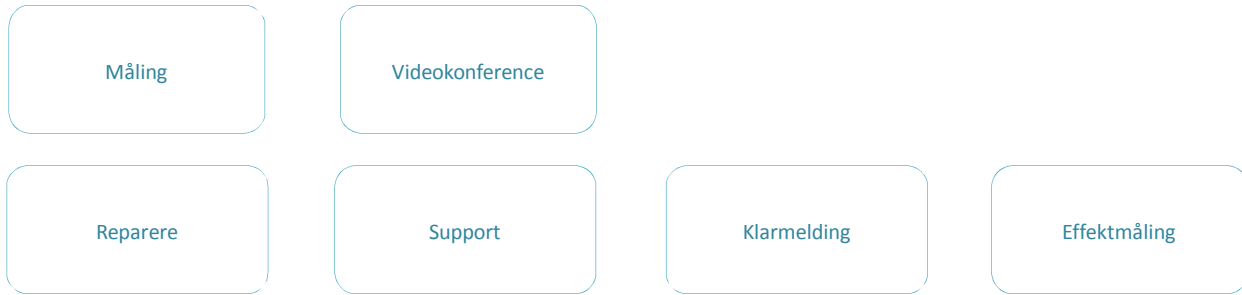 Måling
Videokonference
Reparere
Support
Klarmelding
Effektmåling